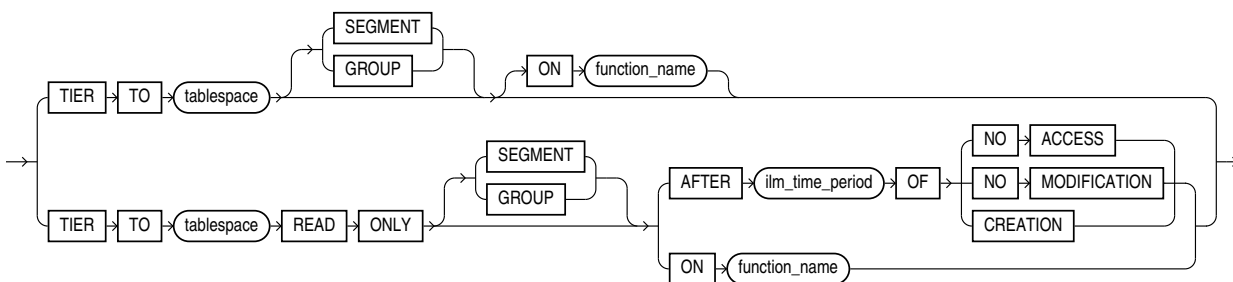 SEGMENT
GROUP
ON function_name
TIER TO tablespace
NO ACCESS
SEGMENT
GROUP
AFTER ilm_time_period OF NO MODIFICATION
TIER TO tablespace READ ONLY
CREATION
ON function_name